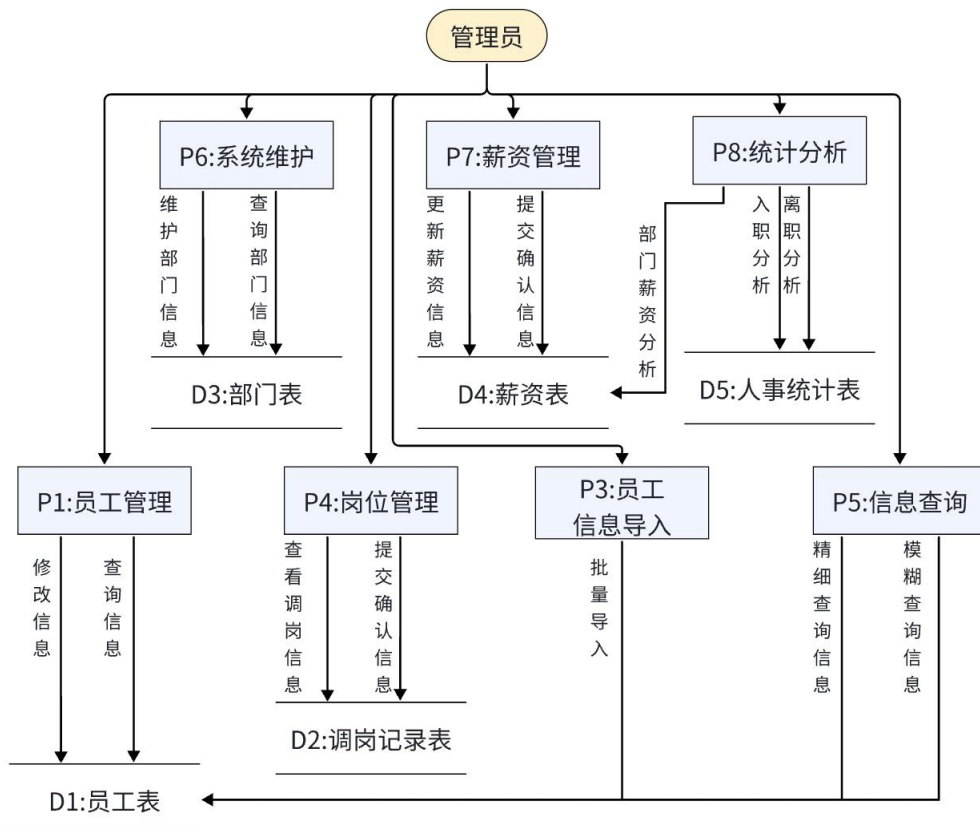 管理员
P6:系统维护
P7:薪资管理
P8:统计分析
维护部门信息
查询部门信息
更新薪资信息
提交确认信息
部门薪资分析
入职分析
离职分析
D3:部门表
D4:薪资表
D5:人事统计表
P1:员工管理
P4:岗位管理
P3:员工
信息导入
P5:信息查询
修改信息
查询信息
查看调岗信息
提交确认信息
批量导入
精细查询信息
模糊查询信息
D2:调岗记录表
D1:员工表